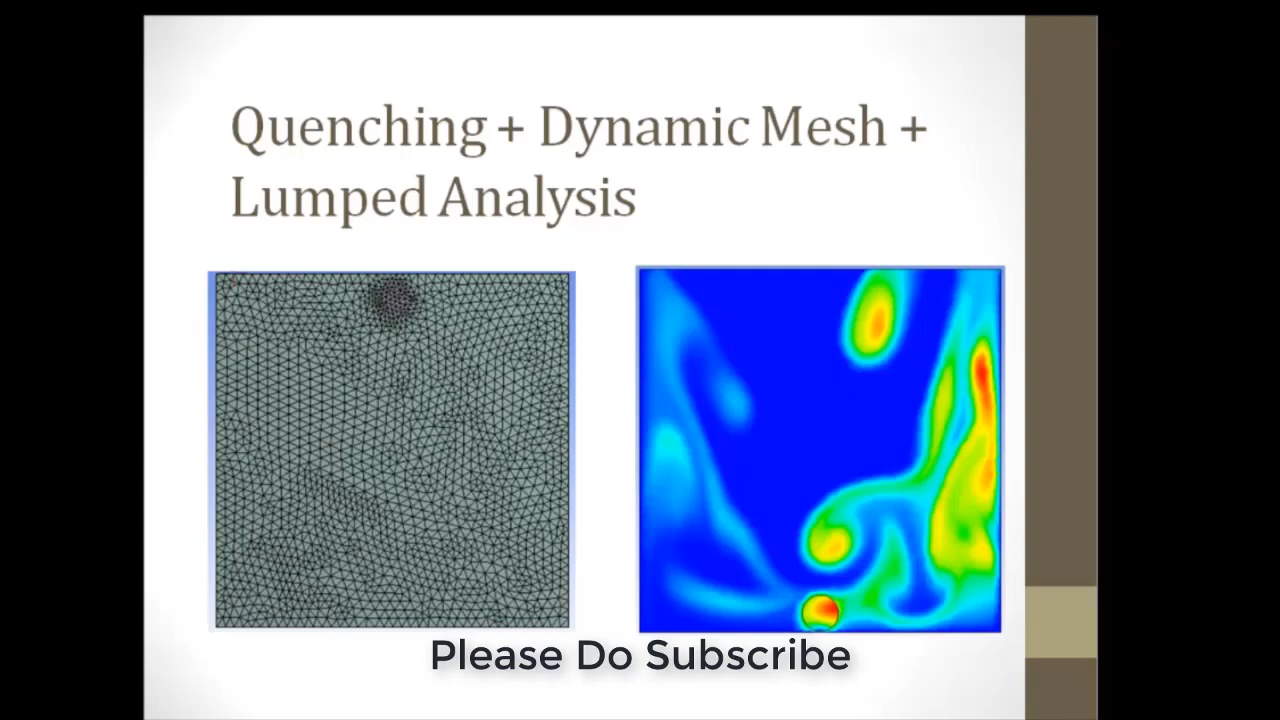 Quenching + Dynamic Mesh +
Lumped Analysis
Please Do Subscribe